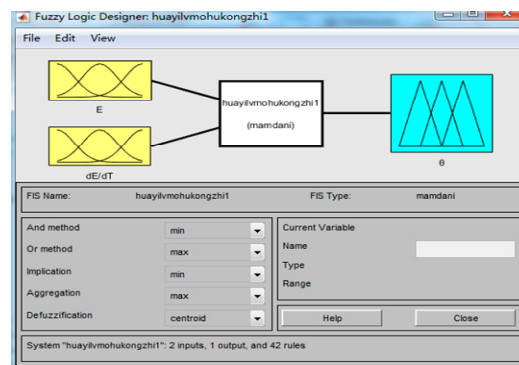 Fuzzy Logic Designer: huayilvmohukongzhi1
File Edit View
E
dE/dT
huayilvmohukongzhi1
(mamdani)
θ
FIS Name: huayilvmohukongzhi1 FIS Type: mamdani
And method min
Or method max
Implication min
Aggregation max
Defuzzification centroid
Current Variable
Name
Type
Range
Help Close
System "huayilvmohukongzhi1": 2 inputs, 1 output, and 42 rules